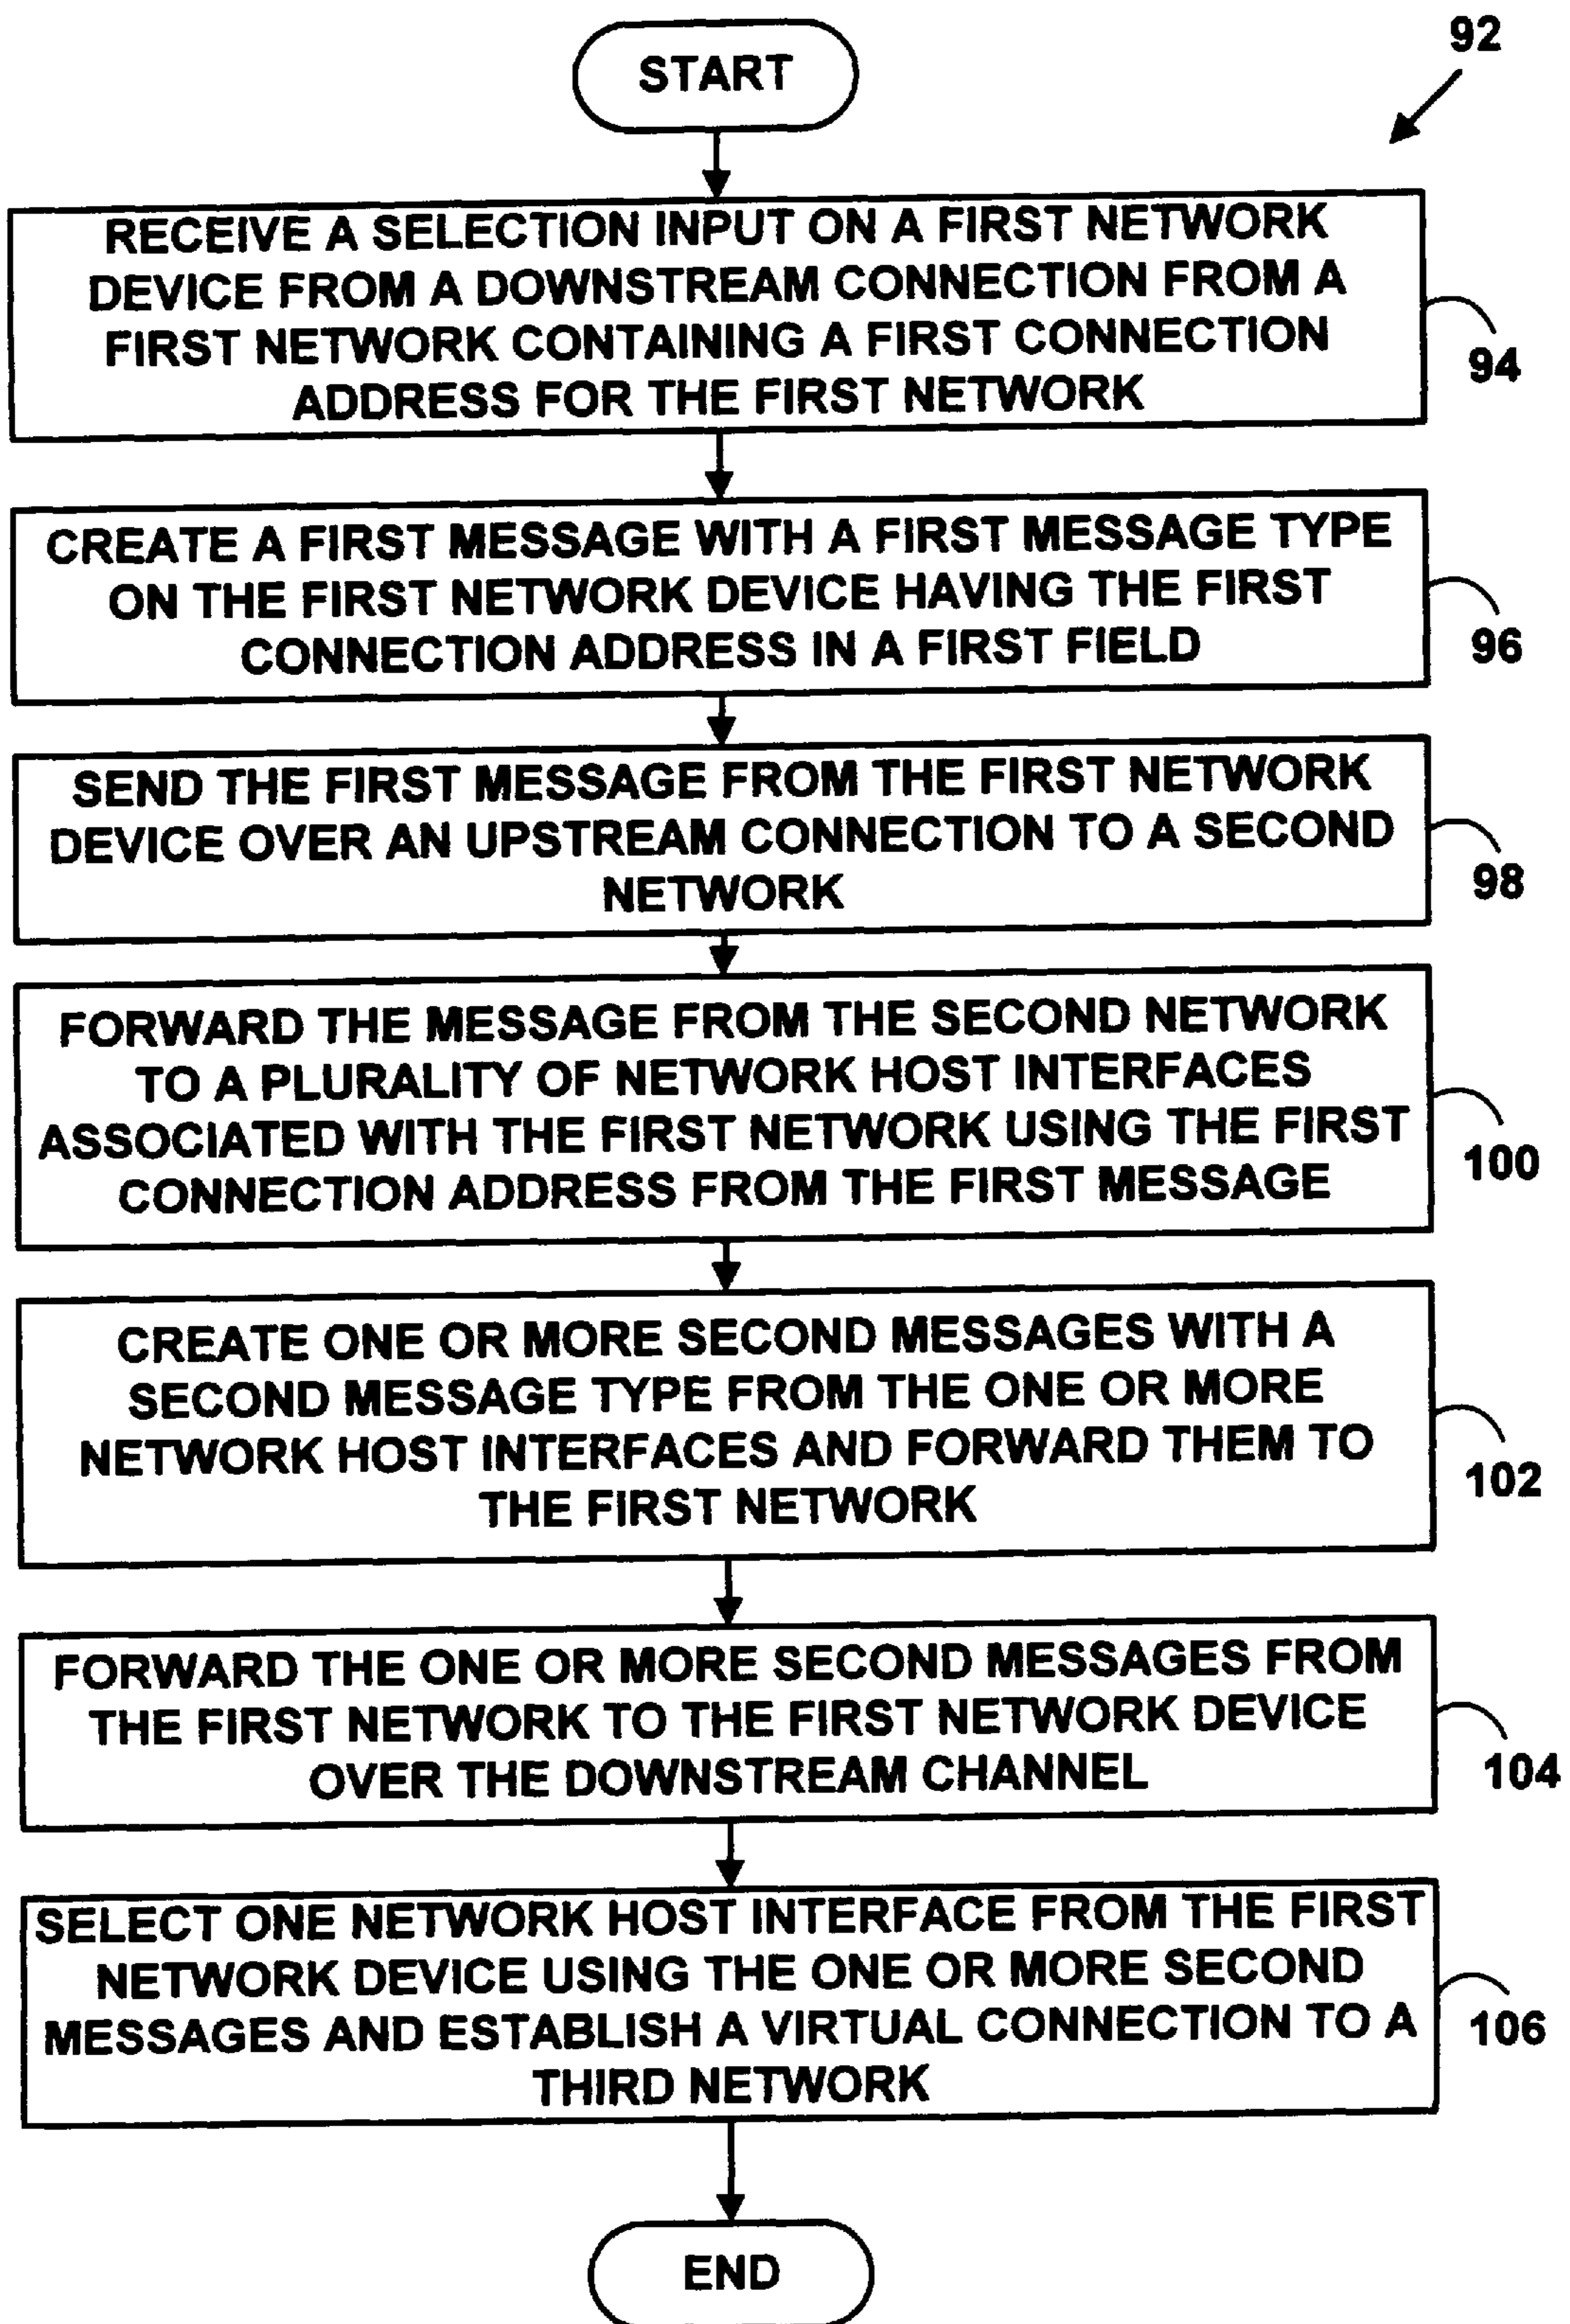 START
92
RECEIVE A SELECTION INPUT ON A FIRST NETWORK
DEVICE FROM A DOWNSTREAM CONNECTION FROM A
FIRST NETWORK CONTAINING A FIRST CONNECTION
ADDRESS FOR THE FIRST NETWORK
94
CREATE A FIRST MESSAGE WITH A FIRST MESSAGE TYPE
ON THE FIRST NETWORK DEVICE HAVING THE FIRST
CONNECTION ADDRESS IN A FIRST FIELD
96
SEND THE FIRST MESSAGE FROM THE FIRST NETWORK
DEVICE OVER AN UPSTREAM CONNECTION TO A SECOND
NETWORK
98
FORWARD THE MESSAGE FROM THE SECOND NETWORK
TO A PLURALITY OF NETWORK HOST INTERFACES
ASSOCIATED WITH THE FIRST NETWORK USING THE FIRST
CONNECTION ADDRESS FROM THE FIRST MESSAGE
100
CREATE ONE OR MORE SECOND MESSAGES WITH A
SECOND MESSAGE TYPE FROM THE ONE OR MORE
NETWORK HOST INTERFACES AND FORWARD THEM TO
THE FIRST NETWORK
102
FORWARD THE ONE OR MORE SECOND MESSAGES FROM
THE FIRST NETWORK TO THE FIRST NETWORK DEVICE
OVER THE DOWNSTREAM CHANNEL
104
SELECT ONE NETWORK HOST INTERFACE FROM THE FIRST
NETWORK DEVICE USING THE ONE OR MORE SECOND
MESSAGES AND ESTABLISH A VIRTUAL CONNECTION TO A
THIRD NETWORK
106
END